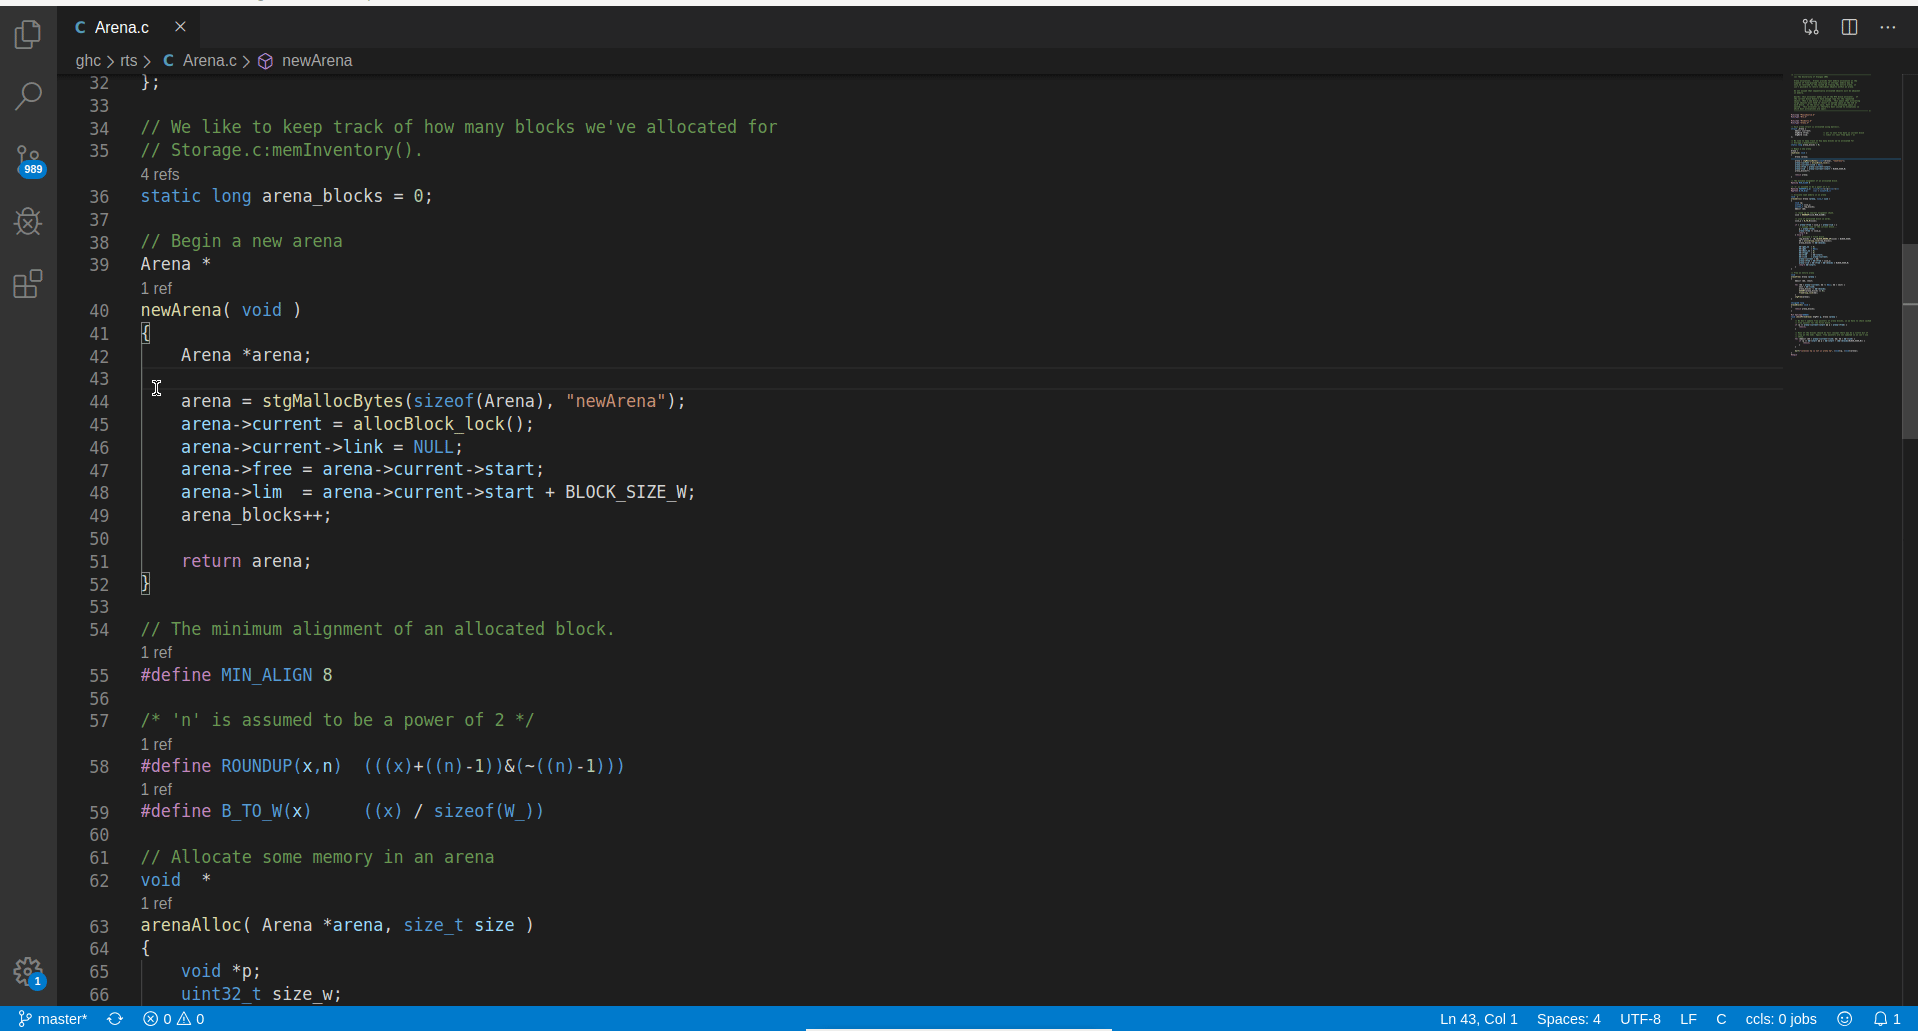 Arena.c
ghc > rts > C Arena.c > newArena
32 };
33
34 // We like to keep track of how many blocks we've allocated for
35 // Storage.c:memInventory().
4 refs
36 static long arena_blocks = 0;
37
38 // Begin a new arena
39 Arena *
1 ref
40 newArena( void )
41 {
42     Arena *arena;
43
44     arena = stgMallocBytes(sizeof(Arena), "newArena");
45     arena->current = allocBlock_lock();
46     arena->current->link = NULL;
47     arena->free = arena->current->start;
48     arena->lim  = arena->current->start + BLOCK_SIZE_W;
49     arena_blocks++;
50
51     return arena;
52 }
53
54 // The minimum alignment of an allocated block.
1 ref
55 #define MIN_ALIGN 8
56
57 /* 'n' is assumed to be a power of 2 */
1 ref
58 #define ROUNDUP(x,n)  (((x)+((n)-1))&(~((n)-1)))
1 ref
59 #define B_TO_W(x)     ((x) / sizeof(W_))
60
61 // Allocate some memory in an arena
62 void  *
1 ref
63 arenaAlloc( Arena *arena, size_t size )
64 {
65     void *p;
66     uint32_t size_w;
989
1
master* 0 0 Ln 43, Col 1 Spaces: 4 UTF-8 LF C ccls: 0 jobs 1